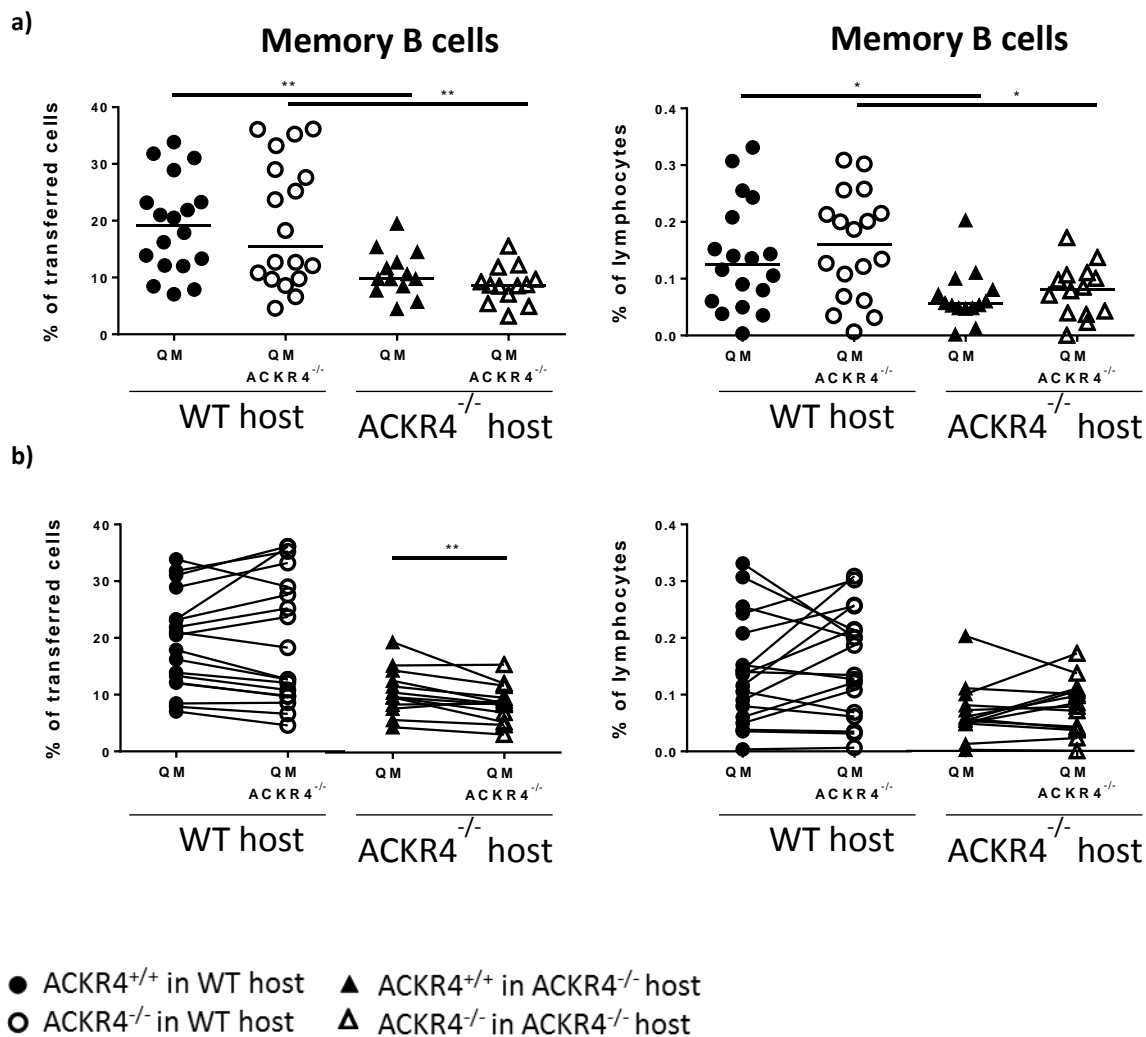 a)
Memory B cells
Memory B cells
% of transferred cells
40
30
20
10
0
**
**
QM
QM
ACKR4-/-
QM
QM
ACKR4-/-
WT host
ACKR4-/- host
% of lymphocytes
0.4
0.3
0.2
0.1
0.0
*
*
QM
QM
ACKR4-/-
QM
QM
ACKR4-/-
WT host
ACKR4-/- host
b)
% of transferred cells
40
30
20
10
0
**
QM
QM
ACKR4-/-
QM
QM
ACKR4-/-
WT host
ACKR4-/- host
% of lymphocytes
0.4
0.3
0.2
0.1
0.0
QM
QM
ACKR4-/-
QM
QM
ACKR4-/-
WT host
ACKR4-/- host
ACKR4+/+ in WT host
ACKR4+/+ in ACKR4-/- host
ACKR4-/- in WT host
ACKR4-/- in ACKR4-/- host